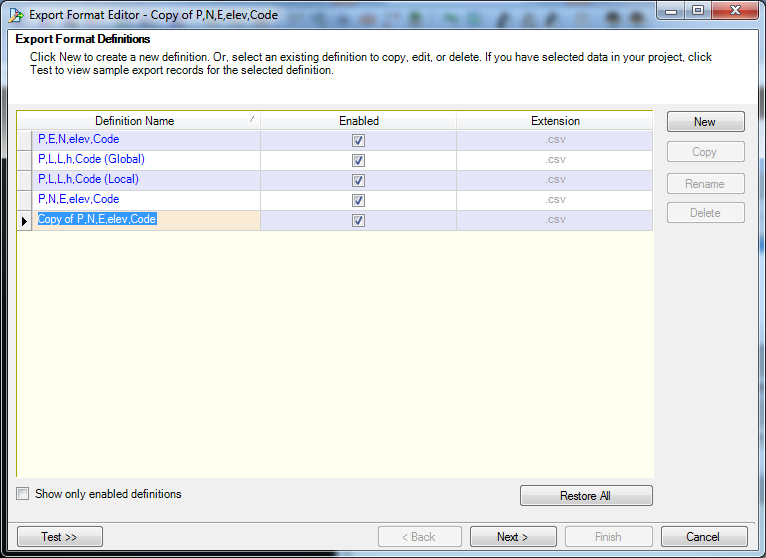 Export Format Editor - Copy of P,N,E,elev,Code
Export Format Definitions
Click New to create a new definition. Or, select an existing definition to copy, edit, or delete. If you have selected data in your project, click
Test to view sample export records for the selected definition.
Definition Name Enabled Extension
P,E,N,elev,Code .csv
P,L,L,h,Code (Global) .csv
P,L,L,h,Code (Local) .csv
P,N,E,elev,Code .csv
Copy of P,N,E,elev,Code .csv
New
Copy
Rename
Delete
Show only enabled definitions
Restore All
Test >>
< Back
Next >
Finish
Cancel